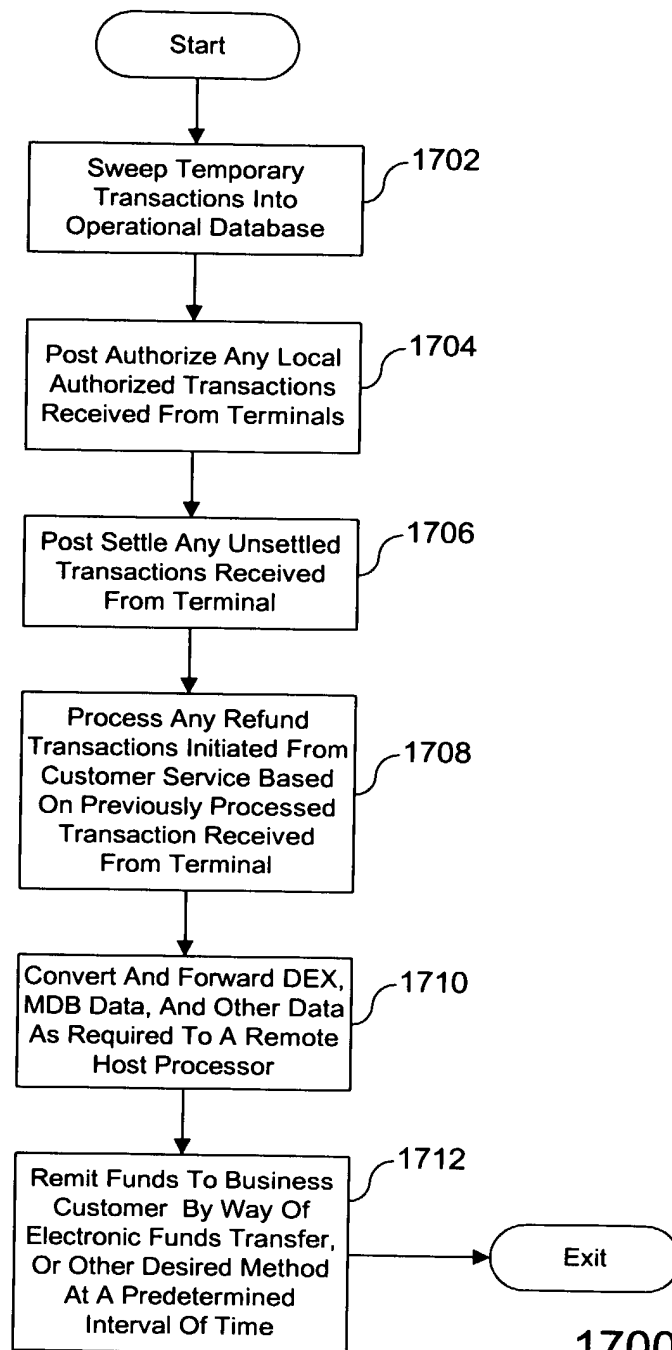 Start
Sweep Temporary
Transactions Into
Operational Database
1702
Post Authorize Any Local
Authorized Transactions
Received From Terminals
1704
Post Settle Any Unsettled
Transactions Received
From Terminal
1706
Process Any Refund
Transactions Initiated From
Customer Service Based
On Previously Processed
Transaction Received
From Terminal
1708
Convert And Forward DEX,
MDB Data, And Other Data
As Required To A Remote
Host Processor
1710
Remit Funds To Business
Customer By Way Of
Electronic Funds Transfer,
Or Other Desired Method
At A Predetermined
Interval Of Time
1712
Exit
1700